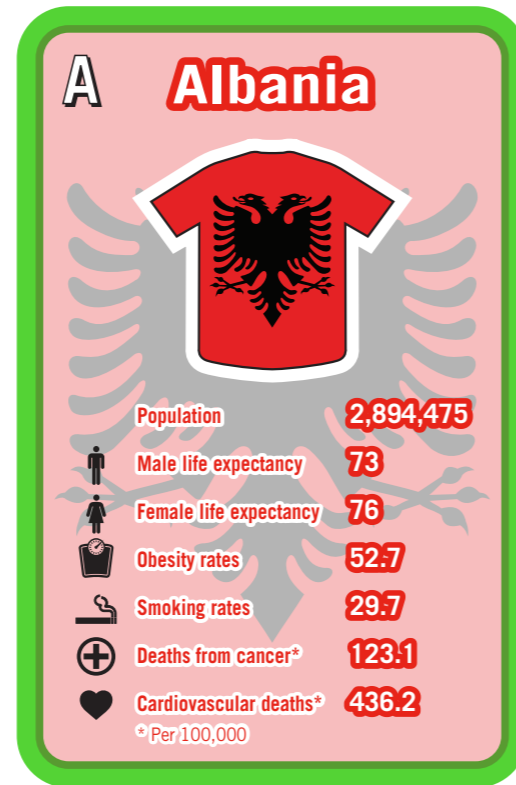 A Albania
Population 2,894,475
Male life expectancy 73
Female life expectancy 76
Obesity rates 52.7
Smoking rates 29.7
Deaths from cancer* 123.1
Cardiovascular deaths* 436.2
* Per 100,000